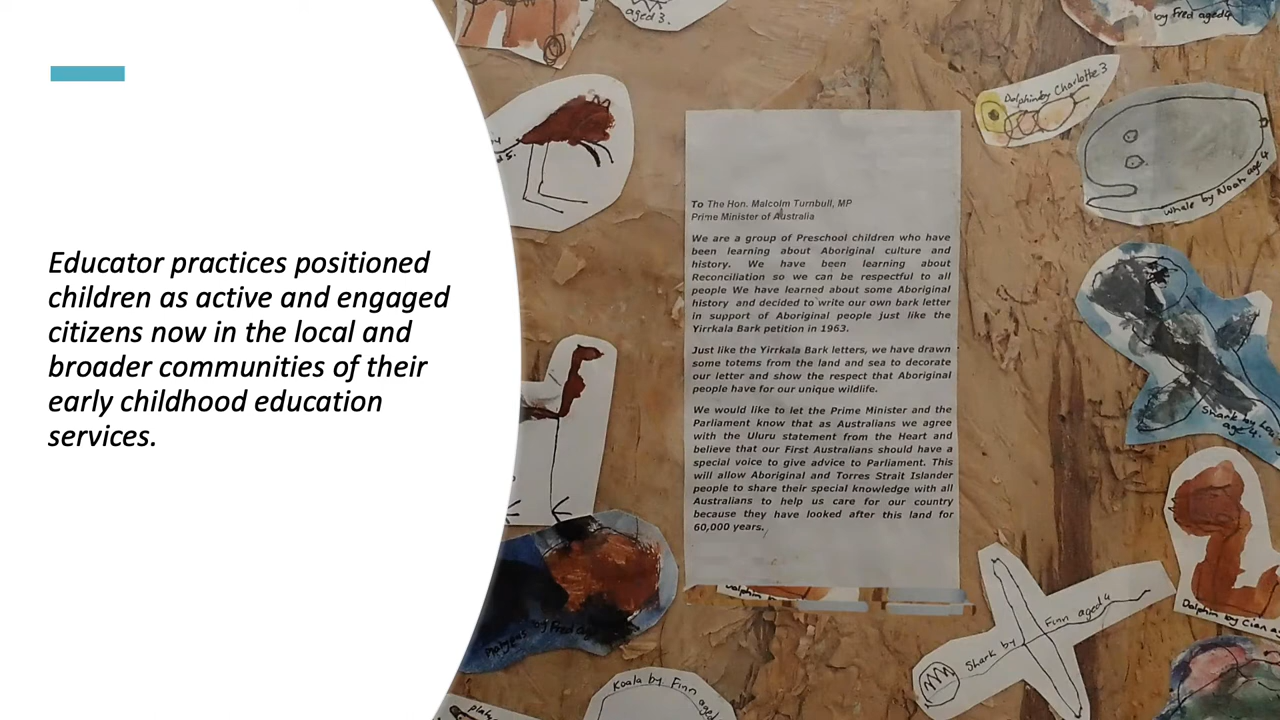 Educator practices positioned
children as active and engaged
citizens now in the local and
broader communities of their
early childhood education
services.
aged 3.
by Fred aged 4
Dolphin by Charlotte 3
whale by Noah age 4
To The Hon. Malcolm Turnbull, MP
Prime Minister of Australia
We are a group of Preschool children who have
been learning about Aboriginal culture and
history. We have been learning about
Reconciliation so we can be respectful to all
people We have learned about some Aboriginal
history and decided to write our own bark letter
in support of Aboriginal people just like the
Yirrkala Bark petition in 1963.
Just like the Yirrkala Bark letters, we have drawn
some totems from the land and sea to decorate
our letter and show the respect that Aboriginal
people have for our unique wildlife.
We would like to let the Prime Minister and the
Parliament know that as Australians we agree
with the Uluru statement from the Heart and
believe that our First Australians should have a
special voice to give advice to Parliament. This
will allow Aboriginal and Torres Strait Islander
people to share their special knowledge with all
Australians to help us care for our country
because they have looked after this land for
60,000 years.
Shark by
aged 4.
Dolphin
Shark by Finn aged 4
Dolphin by Cian
Platypus by Fred
Koala by Finn aged